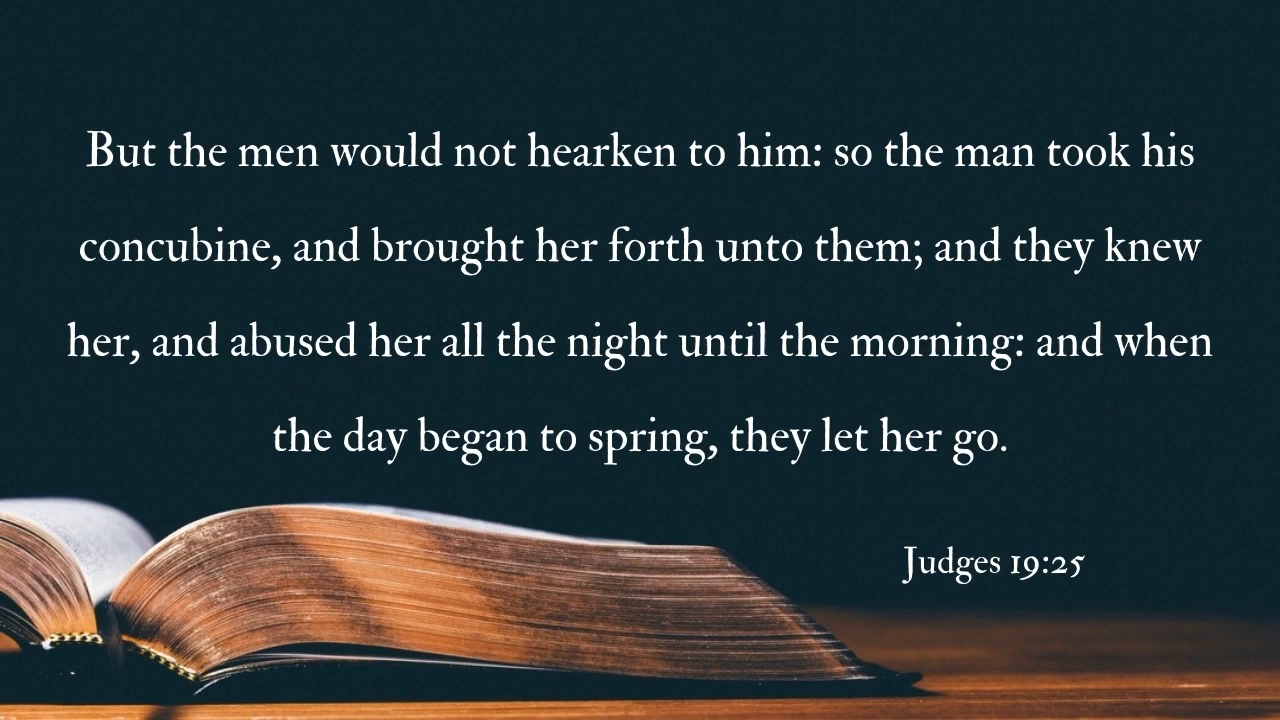 But the men would not hearken to him: so the man took his
concubine, and brought her forth unto them; and they knew
her, and abused her all the night until the morning: and when
the day began to spring, they let her go.
Judges 19:25